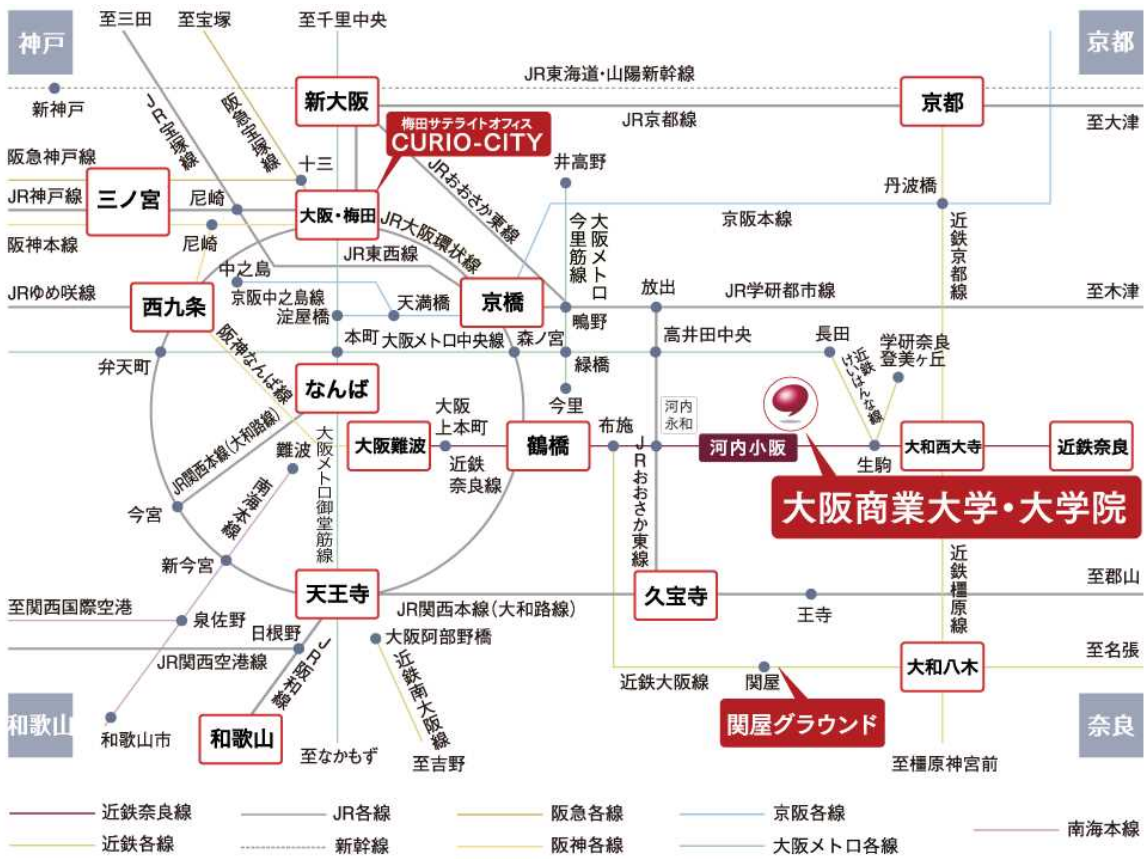 至三田
至宝塚
至千里中央
神戸
京都
JR東海道・山陽新幹線
新神戸
新大阪
京都
JR宝塚線
阪急宝塚線
梅田サテライトオフィス
CURIO-CITY
JR京都線
至大津
阪急神戸線
十三
JRおおさか東線
井高野
JR神戸線
三ノ宮
尼崎
大阪・梅田
丹波橋
阪神本線
尼崎
JR大阪環状線
大阪メトロ
今里筋線
京阪本線
近鉄京都線
中之島
JR東西線
JRゆめ咲線
西九条
京阪中之島線
淀屋橋
天満橋
京橋
鴫野
放出
JR学研都市線
至木津
本町
大阪メトロ中央線
森ノ宮
高井田中央
長田
学研奈良
登美ヶ丘
弁天町
阪神なんば線
緑橋
近鉄
けいはんな線
なんば
今里
大阪
上本町
河内
永和
JR関西本線(大和路線)
大阪メトロ御堂筋線
難波
大阪難波
近鉄
奈良線
鶴橋
布施
河内小阪
生駒
大和西大寺
近鉄奈良
南海本線
JRおおさか東線
大阪商業大学・大学院
今宮
新今宮
天王寺
久宝寺
近鉄橿原線
至郡山
至関西国際空港
泉佐野
JR関西本線(大和路線)
王寺
日根野
大阪阿部野橋
JR関西空港線
JR阪和線
近鉄南大阪線
近鉄大阪線
関屋
大和八木
至名張
和歌山
和歌山市
和歌山
関屋グラウンド
奈良
至なかもず
至吉野
至橿原神宮前
近鉄奈良線
JR各線
阪急各線
京阪各線
南海本線
近鉄各線
新幹線
阪神各線
大阪メトロ各線